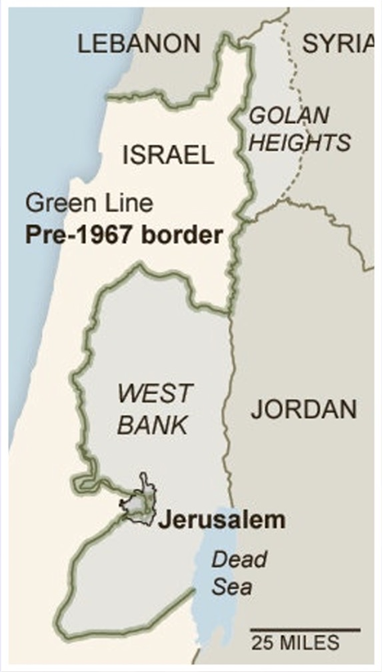 LEBANON
SYRIA
GOLAN
HEIGHTS
ISRAEL
Green Line
Pre-1967 border
WEST
BANK
JORDAN
Jerusalem
Dead
Sea
25 MILES